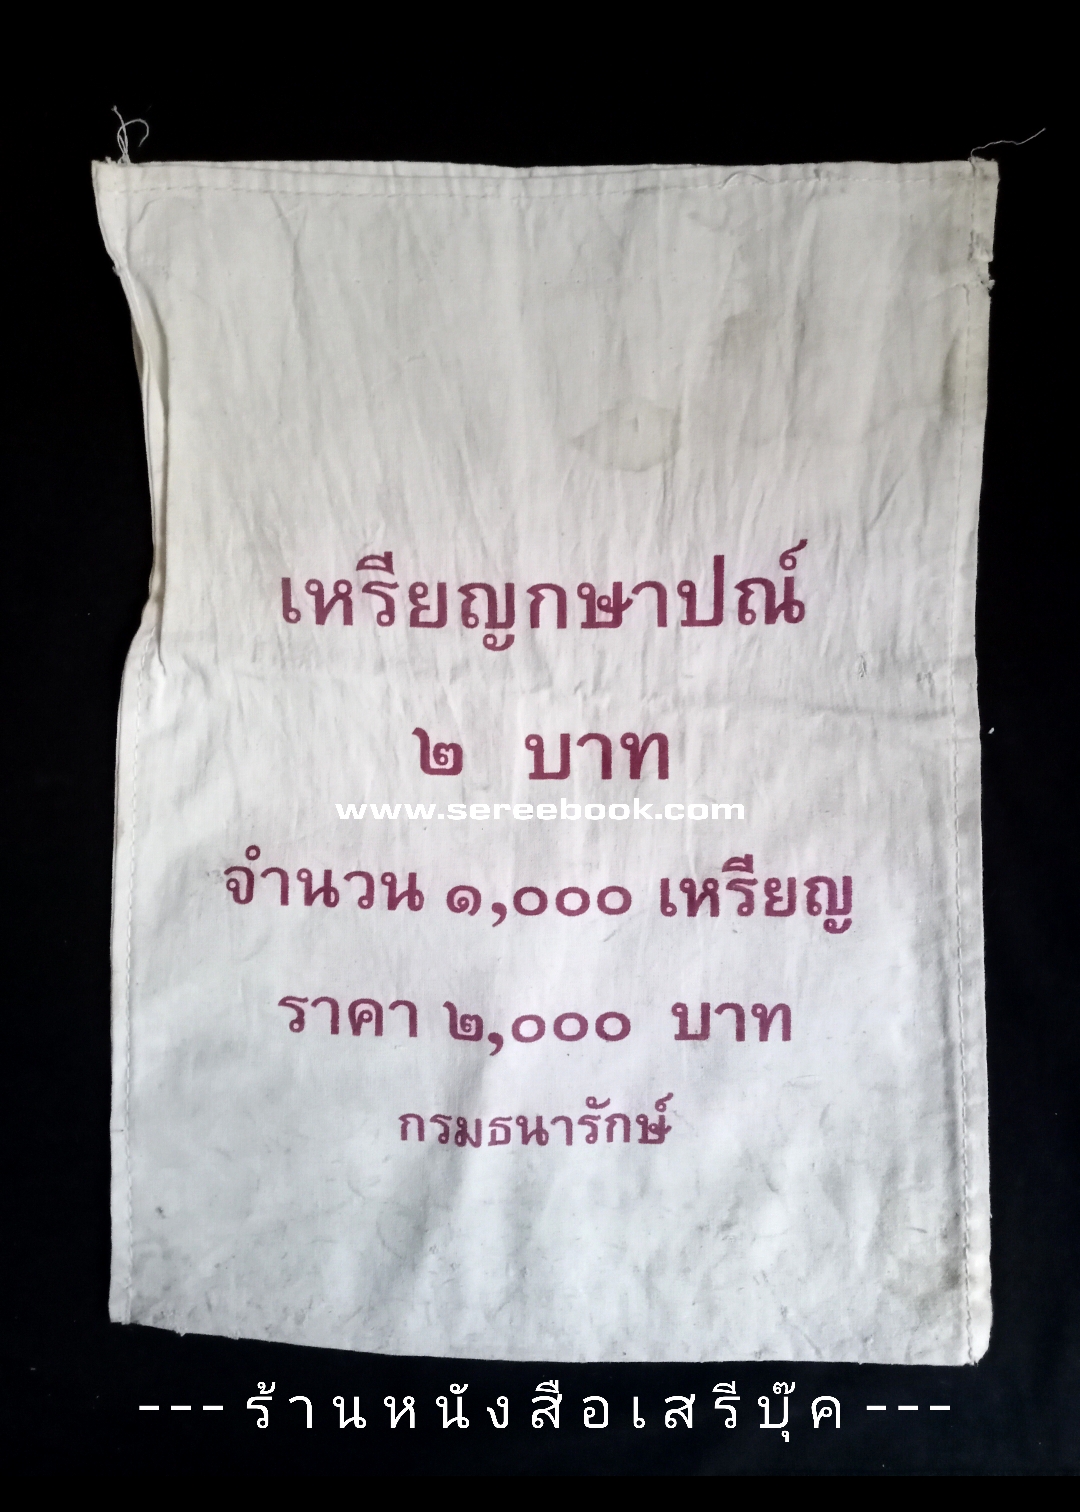 เหรียญกษาปณ์
๒ บาท
www.sereebook.com
จำนวน ๑,๐๐๐ เหรียญ
ราคา ๒,๐๐๐ บาท
กรมธนารักษ์
--- ร้านหนังสือเสรีบุ๊ค ---